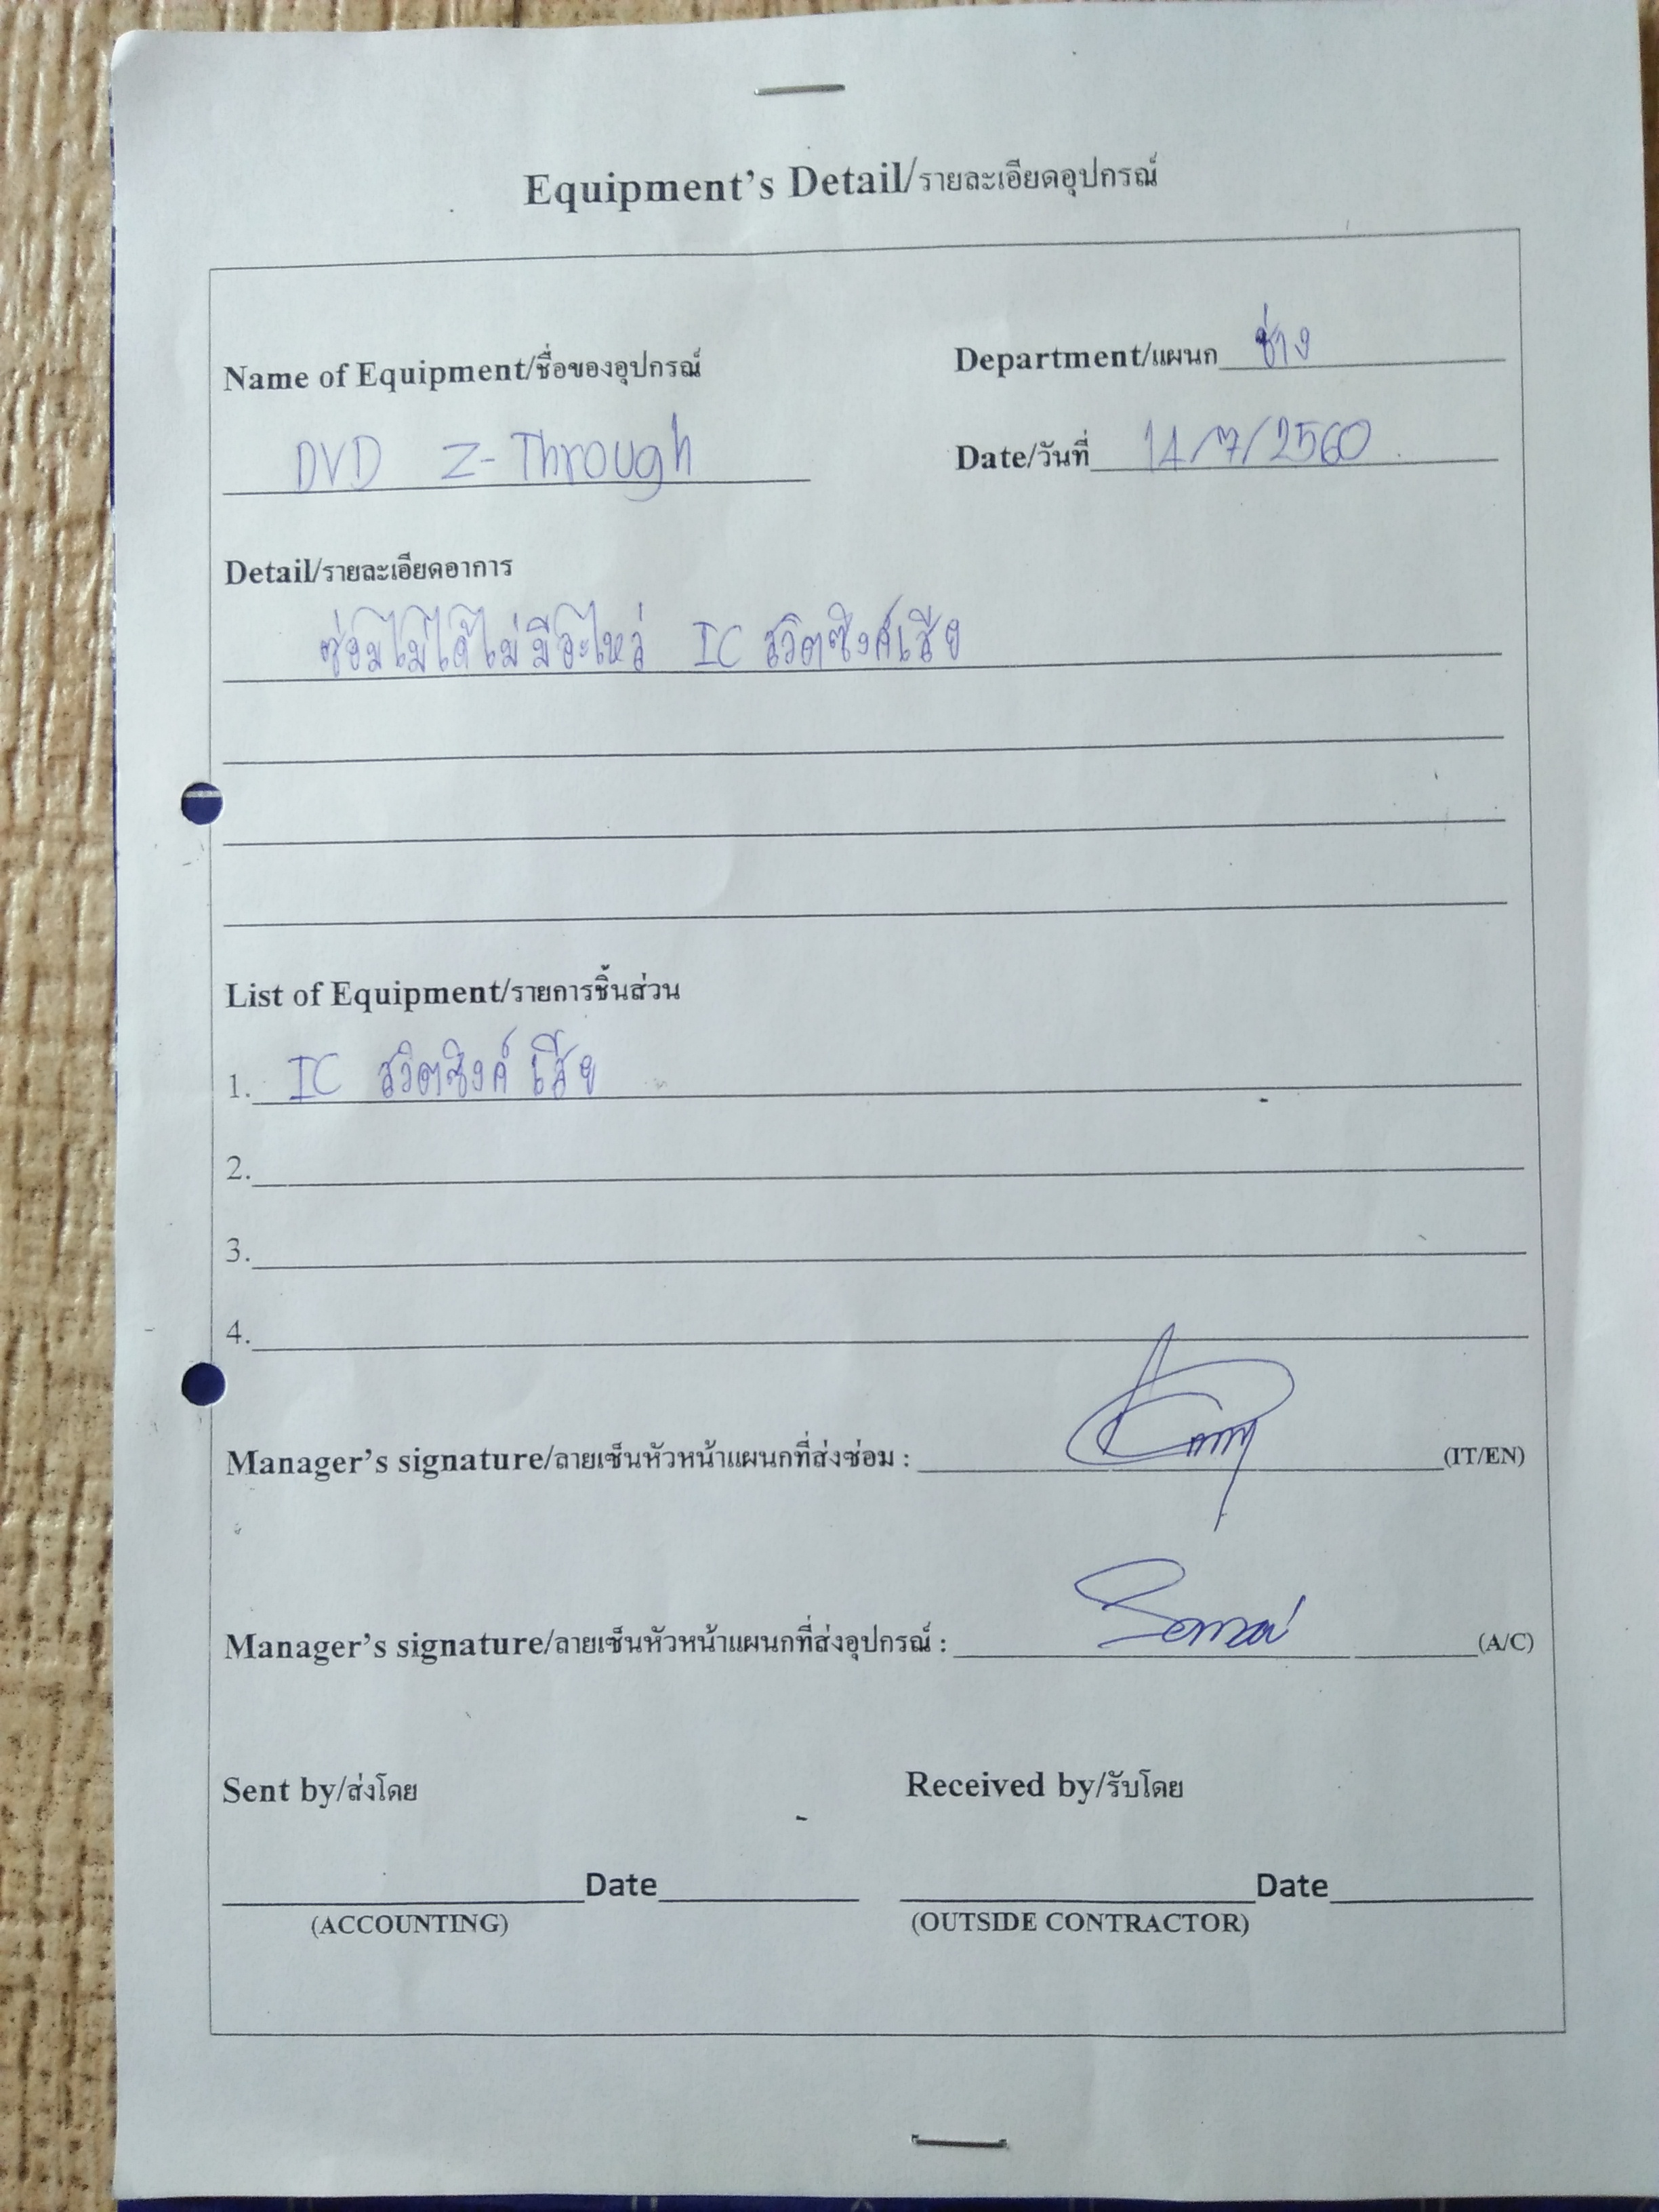 Equipment's Detail/รายละเอียดอุปกรณ์
Name of Equipment/ชื่อของอุปกรณ์
Department/แผนก ช่าง
DVD Z-Through
Date/วันที่ 14/7/2560
Detail/รายละเอียดอาการ
ซ่อมไม่ได้ไม่มีอะไหล่ IC สวิตซิงค์เสีย
List of Equipment/รายการชิ้นส่วน
1. IC สวิตซิงค์ เสีย
2.
3.
4.
Manager's signature/ลายเซ็นหัวหน้าแผนกที่ส่งซ่อม : (IT/EN)
Manager's signature/ลายเซ็นหัวหน้าแผนกที่ส่งอุปกรณ์ : (A/C)
Sent by/ส่งโดย
Received by/รับโดย
Date
Date
(ACCOUNTING)
(OUTSIDE CONTRACTOR)